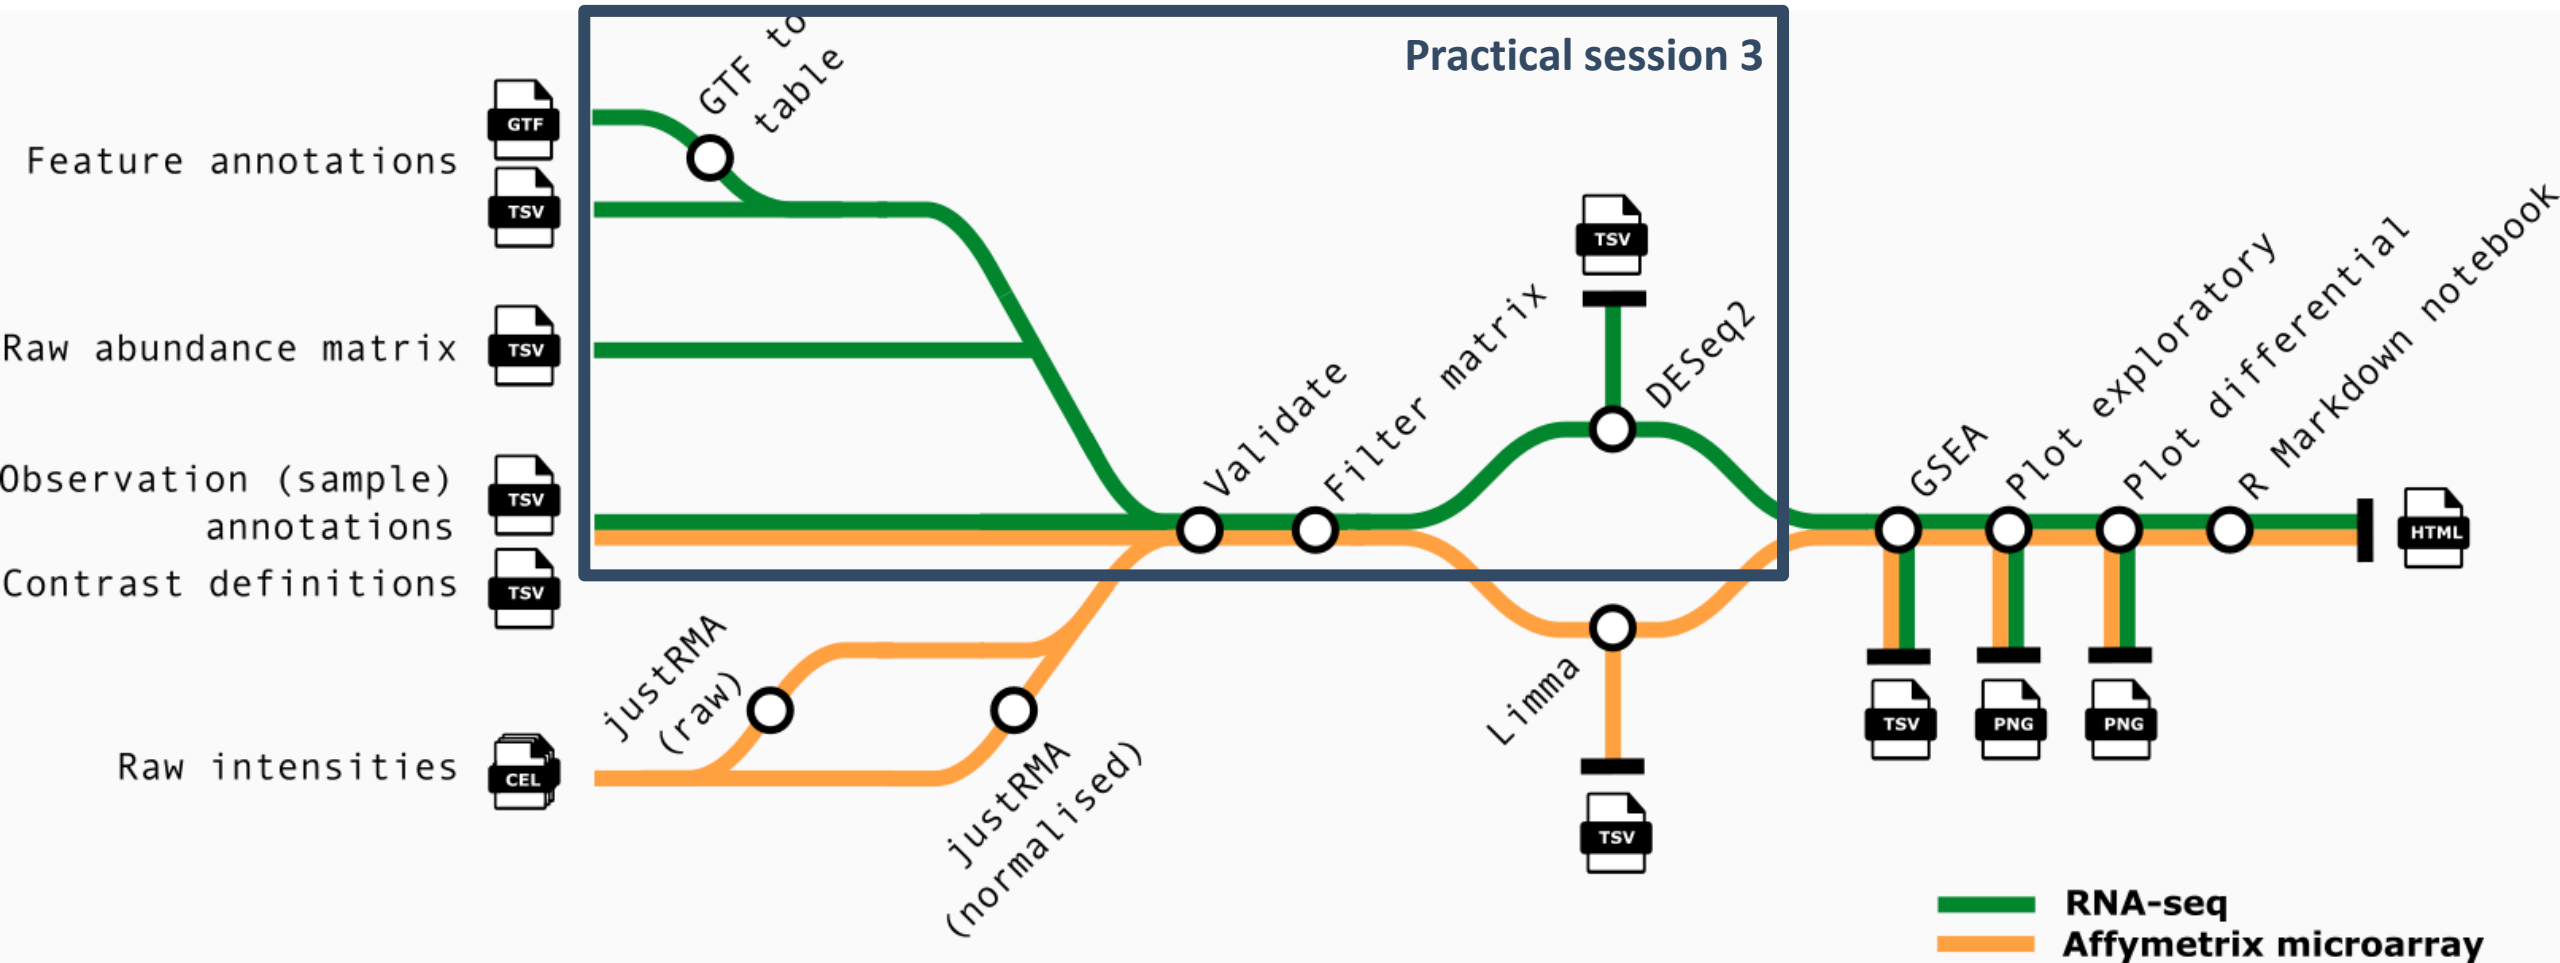 Practical session 3
GTF to
table
Feature annotations
GTF
TSV
Raw abundance matrix
TSV
Observation (sample)
annotations
TSV
Contrast definitions
TSV
Raw intensities
CEL
justRMA
(raw)
justRMA
(normalised)
Validate
Filter matrix
TSV
DESeq2
Limma
TSV
GSEA
Plot exploratory
Plot differential
R Markdown notebook
HTML
TSV
PNG
PNG
RNA-seq
Affymetrix microarray